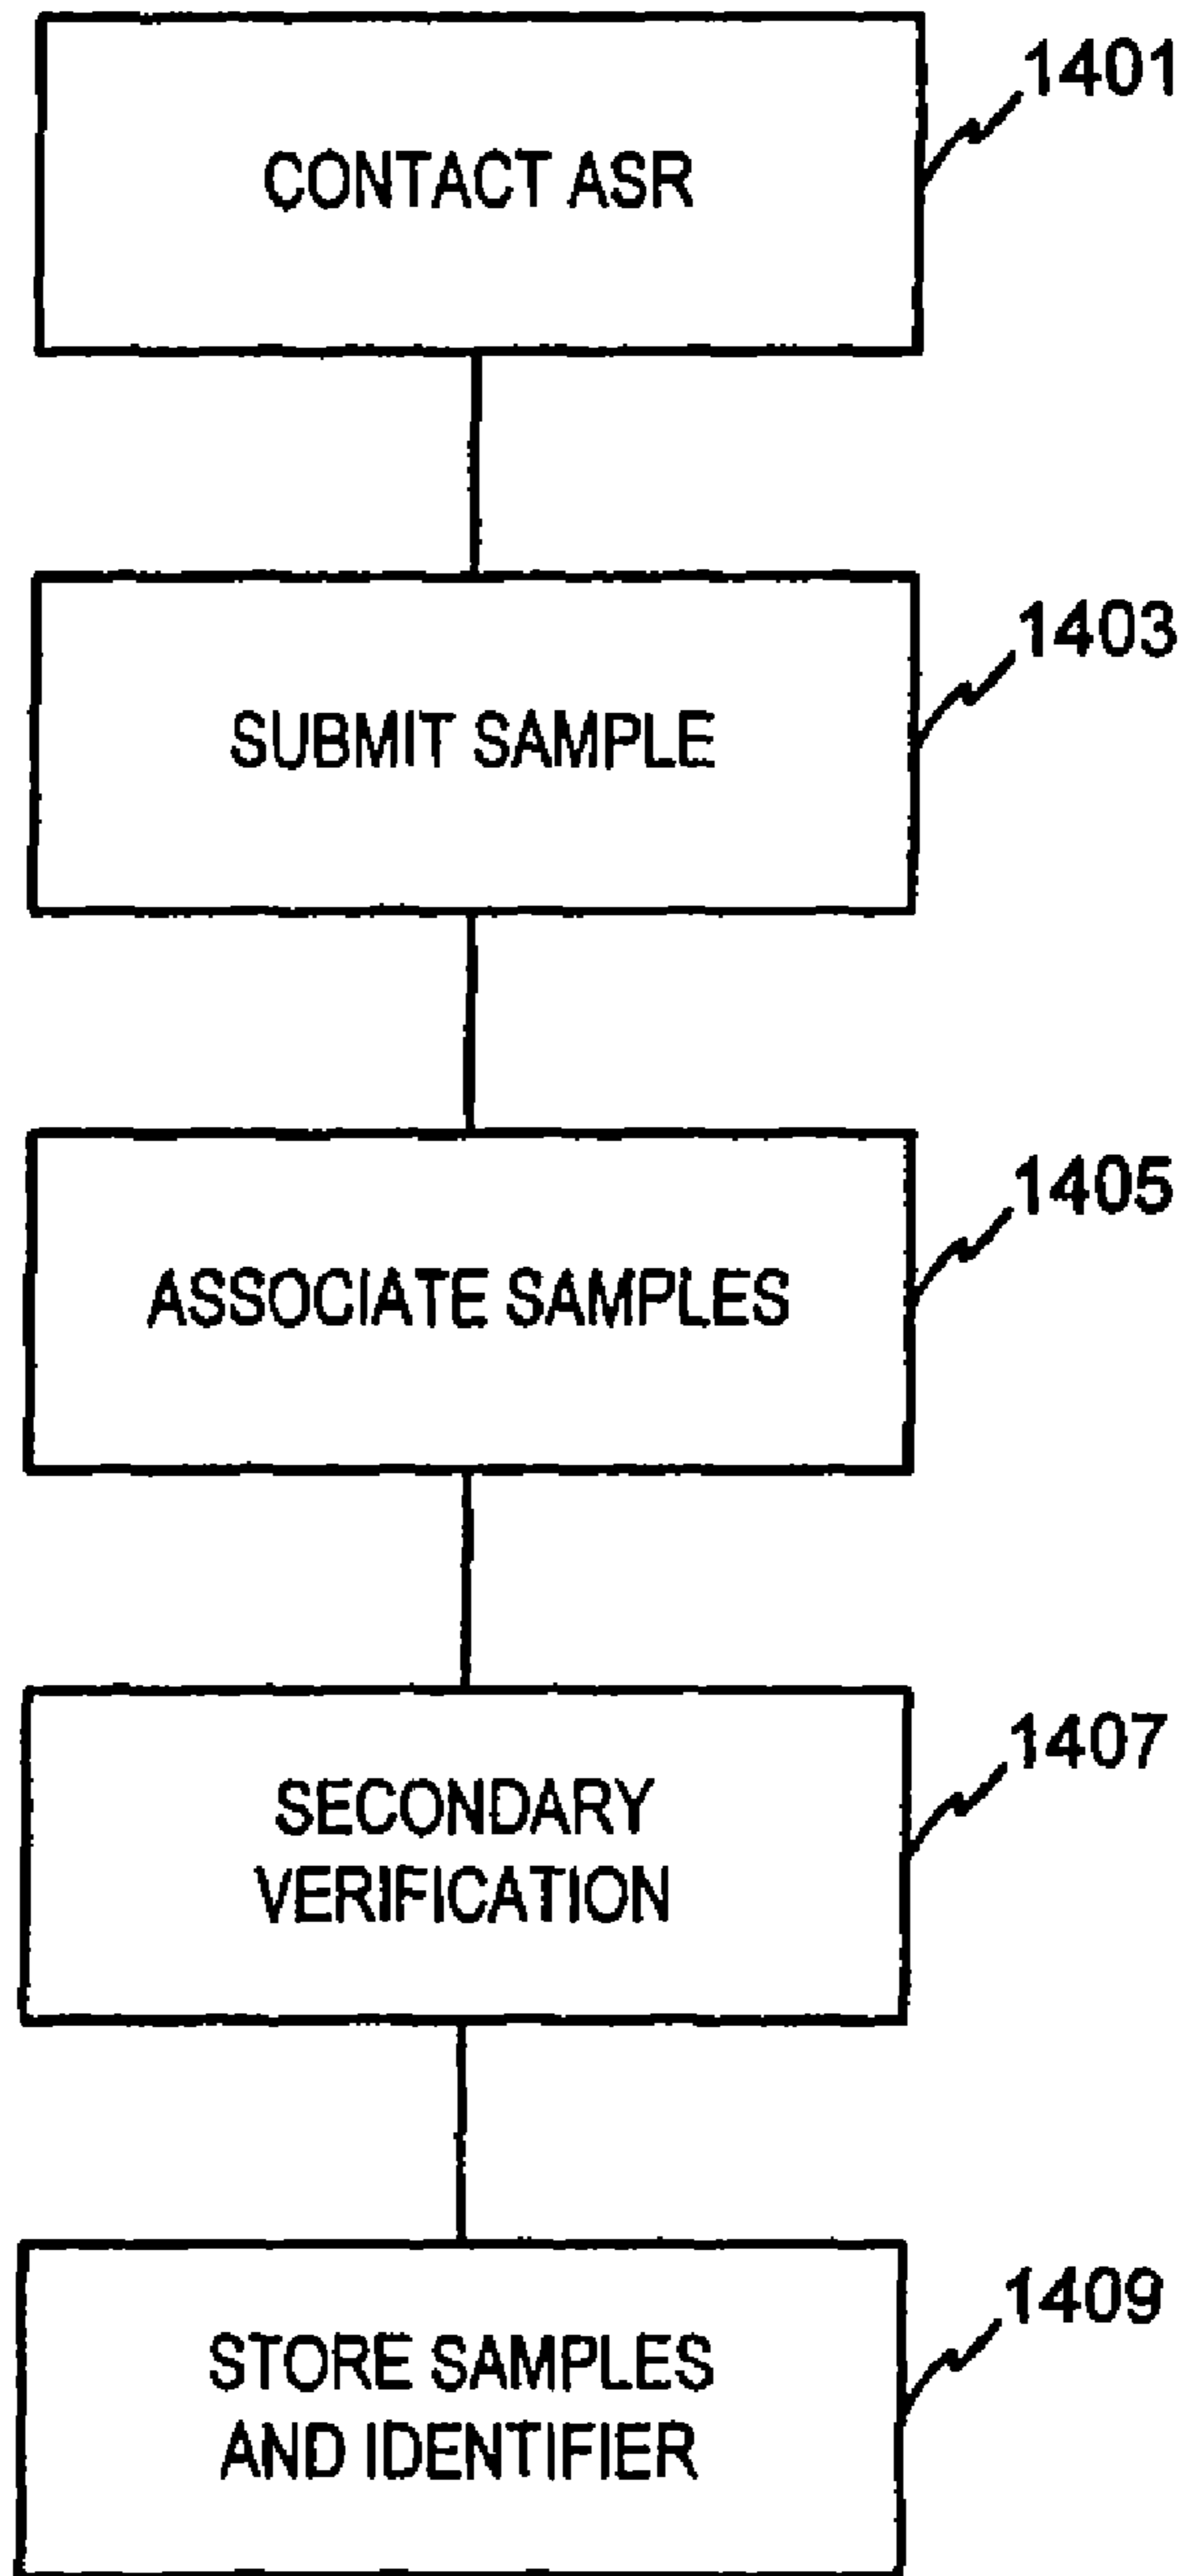 CONTACT ASR
1401
SUBMIT SAMPLE
1403
ASSOCIATE SAMPLES
1405
SECONDARY
VERIFICATION
1407
STORE SAMPLES
AND IDENTIFIER
1409